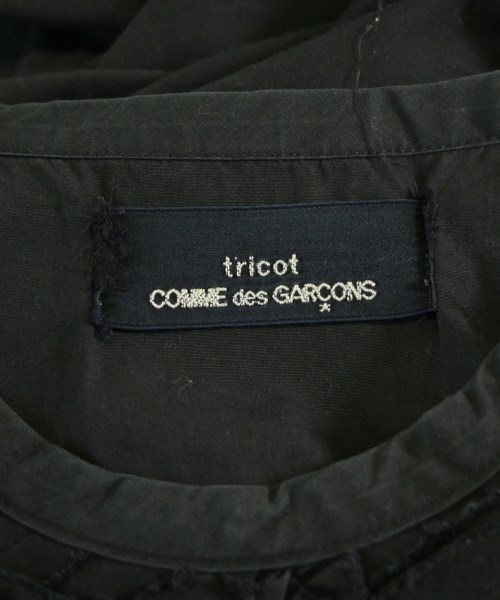 tricot
COMME des GARÇONS
*